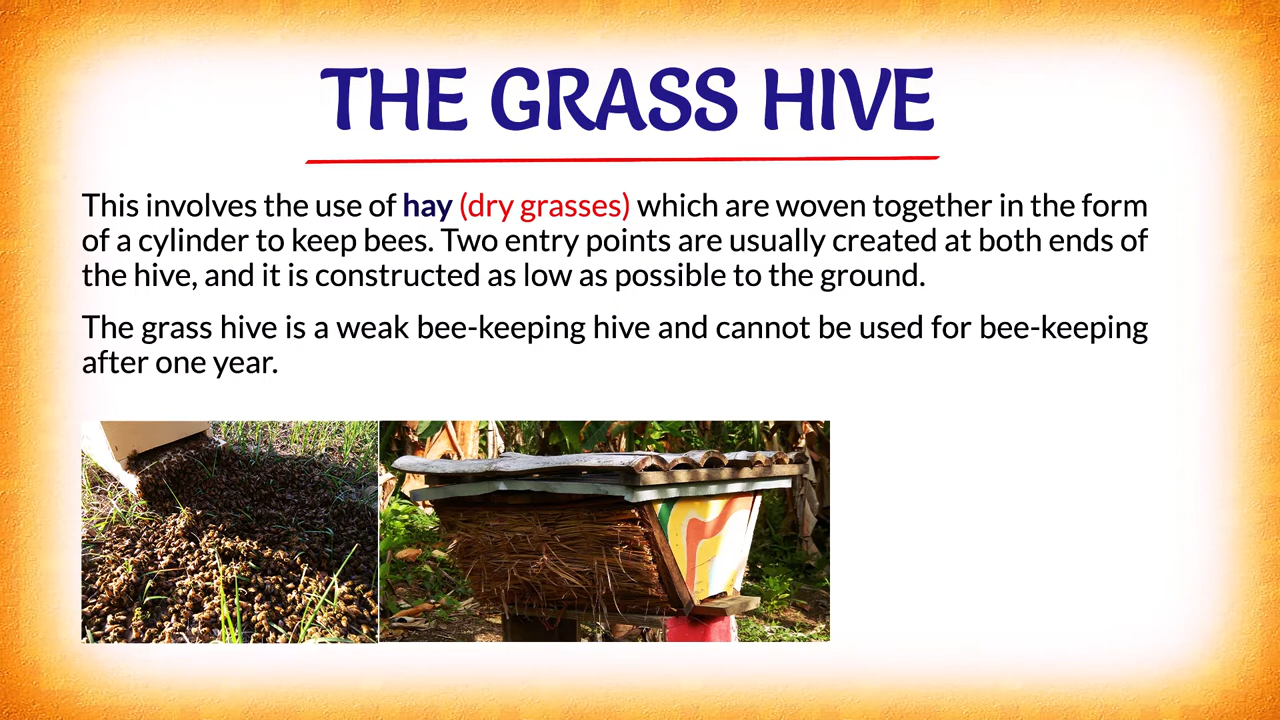 THE GRASS HIVE
This involves the use of hay (dry grasses) which are woven together in the form
of a cylinder to keep bees. Two entry points are usually created at both ends of
the hive, and it is constructed as low as possible to the ground.
The grass hive is a weak bee-keeping hive and cannot be used for bee-keeping
after one year.